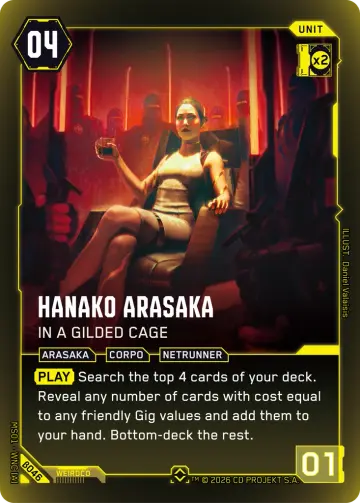 04
UNIT
x2
HANAKO ARASAKA
IN A GILDED CAGE
ARASAKA
CORPO
NETRUNNER
PLAY Search the top 4 cards of your deck.
Reveal any number of cards with cost equal
to any friendly Gig values and add them to
your hand. Bottom-deck the rest.
ILLUST. Daniel Valaisis
β046
WEIRDCO
© 2026 CD PROJEKT S.A.
01